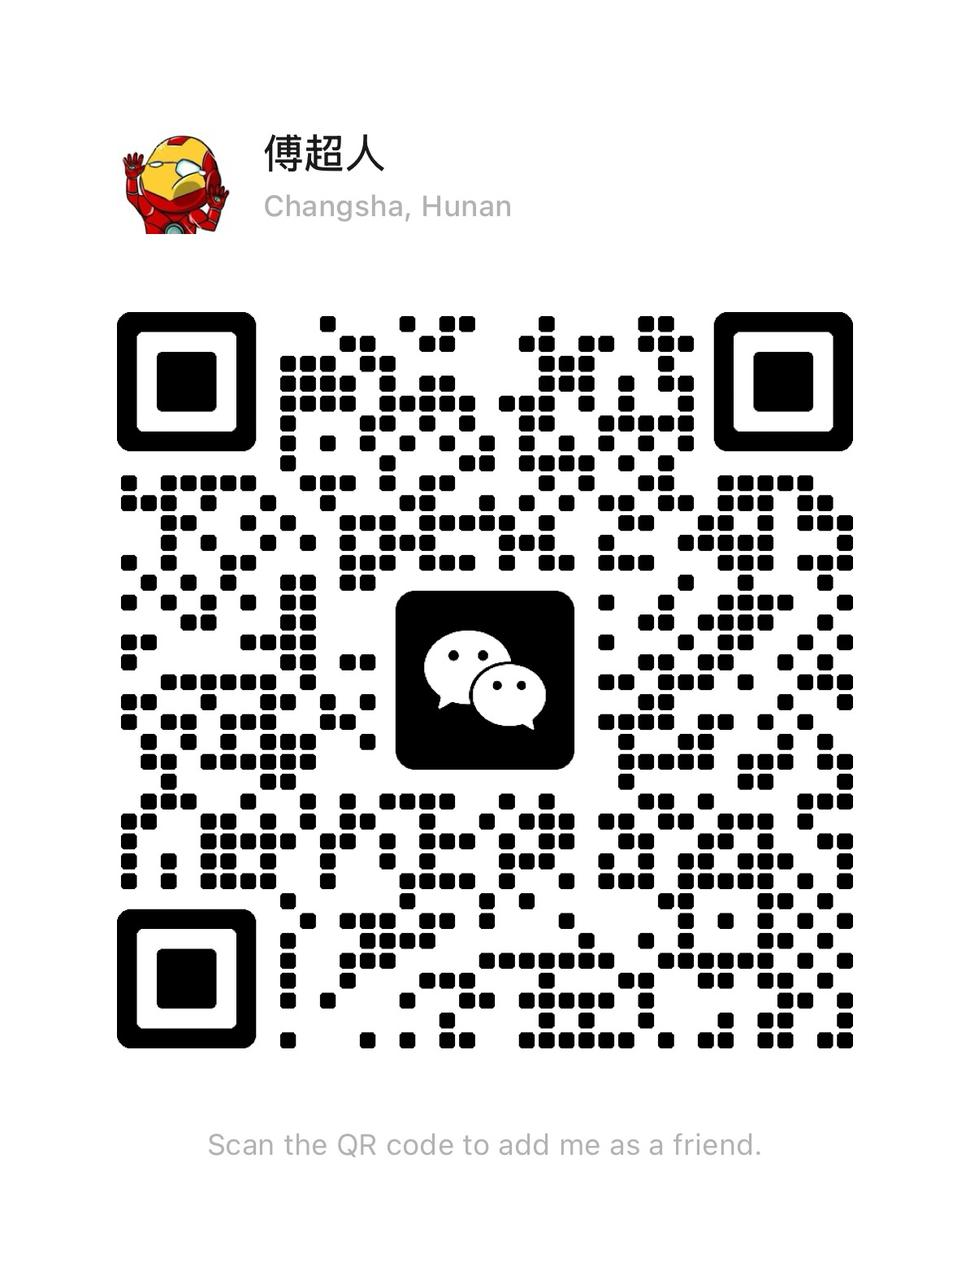 傅超人
Changsha, Hunan
Scan the QR code to add me as a friend.